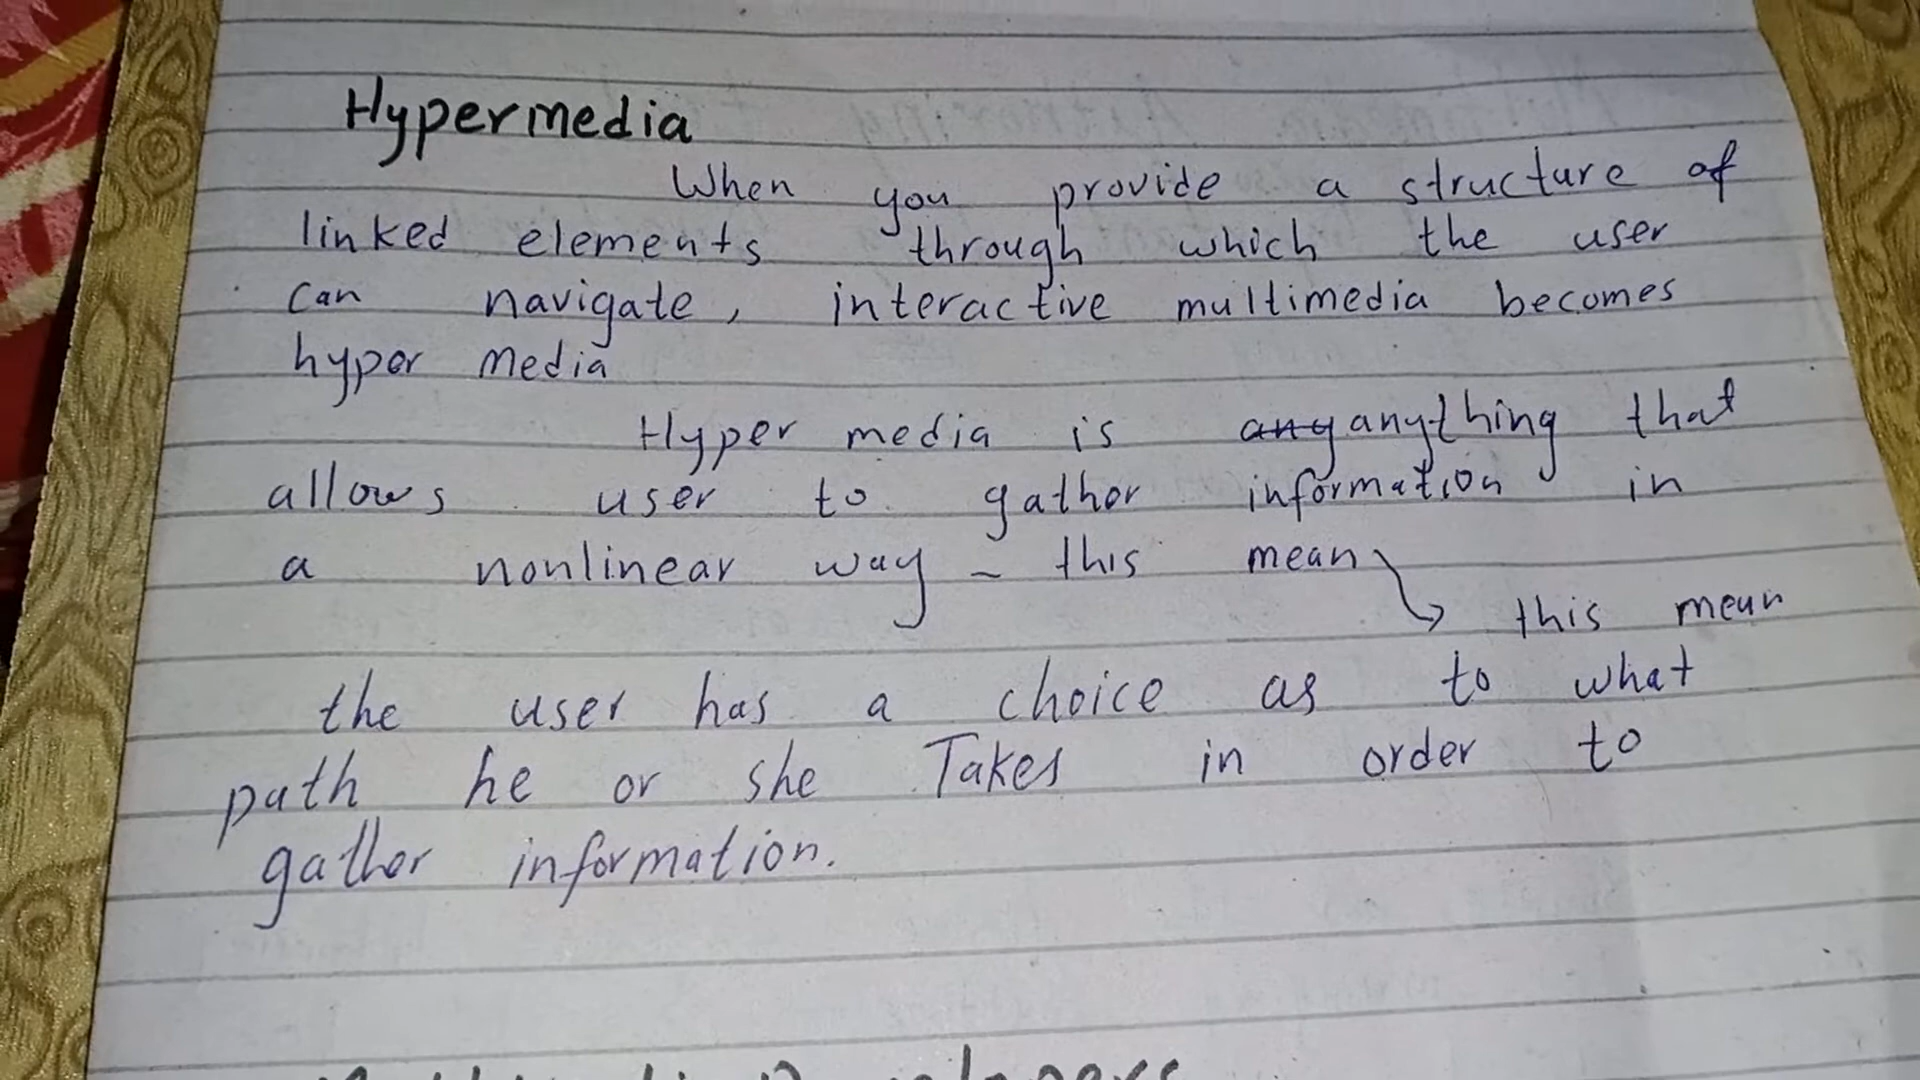 Hypermedia
When you provide a structure of
linked elements through which the user
can navigate, interactive multimedia becomes
hyper media
Hyper media is any anything that
allows user to gather information in
a nonlinear way - this mean
this mean
the user has a choice as to what
path he or she Takes in order to
gather information.